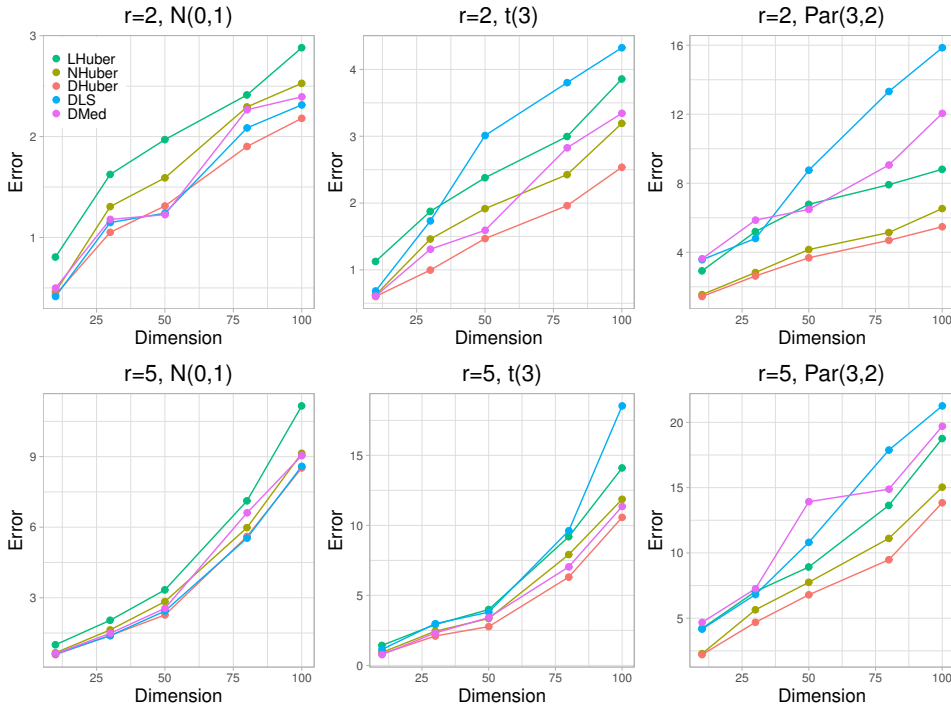 r=2, N(0,1)
r=2, t(3)
r=2, Par(3,2)
Error
3
2
1
LHuber
NHuber
DHuber
DLS
DMed
25
50
75
100
Dimension
Error
4
3
2
1
25
50
75
100
Dimension
Error
16
12
8
4
25
50
75
100
Dimension
r=5, N(0,1)
r=5, t(3)
r=5, Par(3,2)
Error
9
6
3
25
50
75
100
Dimension
Error
15
10
5
0
25
50
75
100
Dimension
Error
20
15
10
5
25
50
75
100
Dimension